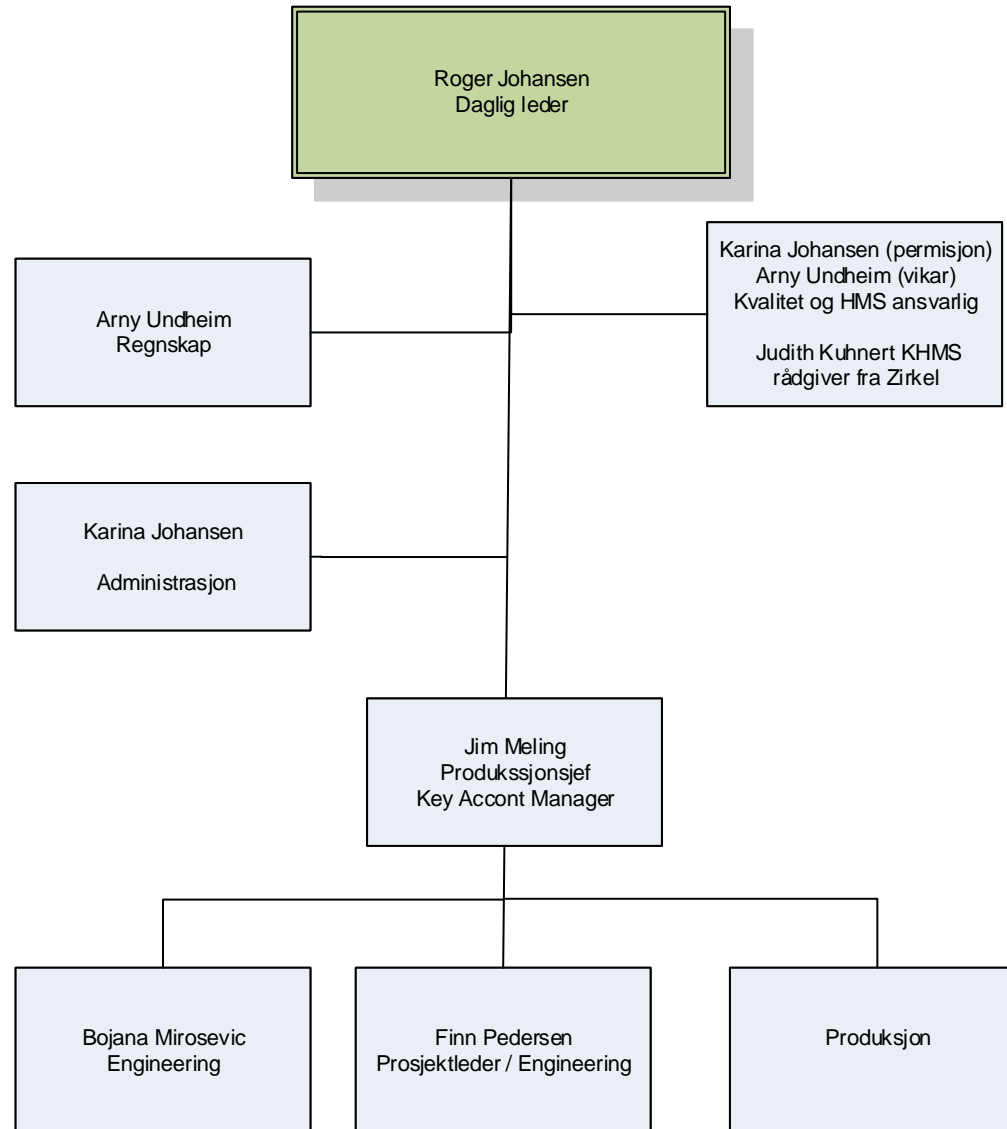 Roger Johansen
Daglig leder
Karina Johansen (permisjon)
Arny Undheim (vikar)
Kvalitet og HMS ansvarlig
Judith Kuhnert KHMS
rådgiver fra Zirkel
Arny Undheim
Regnskap
Karina Johansen
Administrasjon
Jim Meling
Produkssjonsjef
Key Accont Manager
Bojana Mirosevic
Engineering
Finn Pedersen
Prosjektleder / Engineering
Produksjon